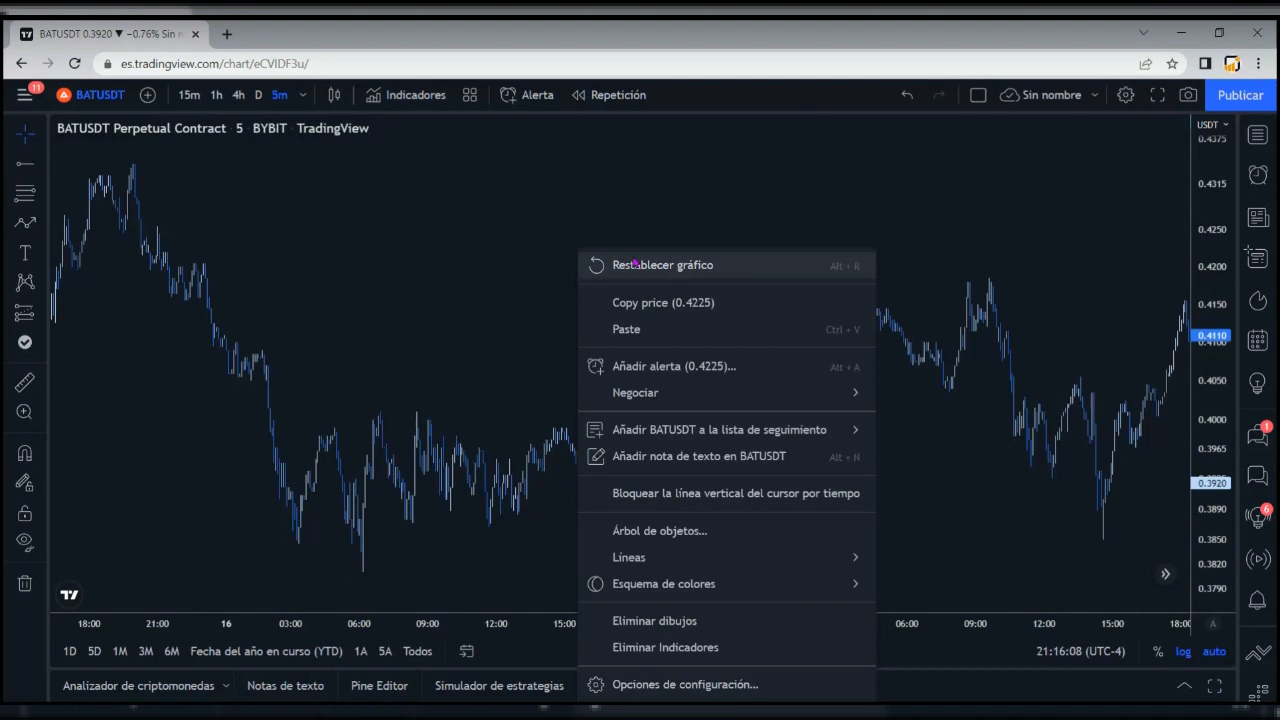 BATUSDT 0.3920 ▼ −0.76% Sin n
es.tradingview.com/chart/eCVIDF3u/
11
BATUSDT 15m 1h 4h D 5m Indicadores Alerta Repetición Sin nombre Publicar
BATUSDT Perpetual Contract · 5 · BYBIT · TradingView
USDT
0.4375
0.4315
0.4250
0.4200
0.4150
0.4110
0.4100
0.4050
0.4000
0.3965
0.3920
0.3890
0.3850
0.3820
0.3790
Restablecer gráfico Alt + R
Copy price (0.4225)
Paste Ctrl + V
Añadir alerta (0.4225)... Alt + A
Negociar
Añadir BATUSDT a la lista de seguimiento
Añadir nota de texto en BATUSDT Alt + N
Bloquear la línea vertical del cursor por tiempo
Árbol de objetos...
Líneas
Esquema de colores
Eliminar dibujos
Eliminar Indicadores
Opciones de configuración...
1
6
18:00 21:00 16 03:00 06:00 09:00 12:00 15:00 06:00 09:00 12:00 15:00 18:00 A
1D 5D 1M 3M 6M Fecha del año en curso (YTD) 1A 5A Todos 21:16:08 (UTC-4) % log auto
Analizador de criptomonedas Notas de texto Pine Editor Simulador de estrategias